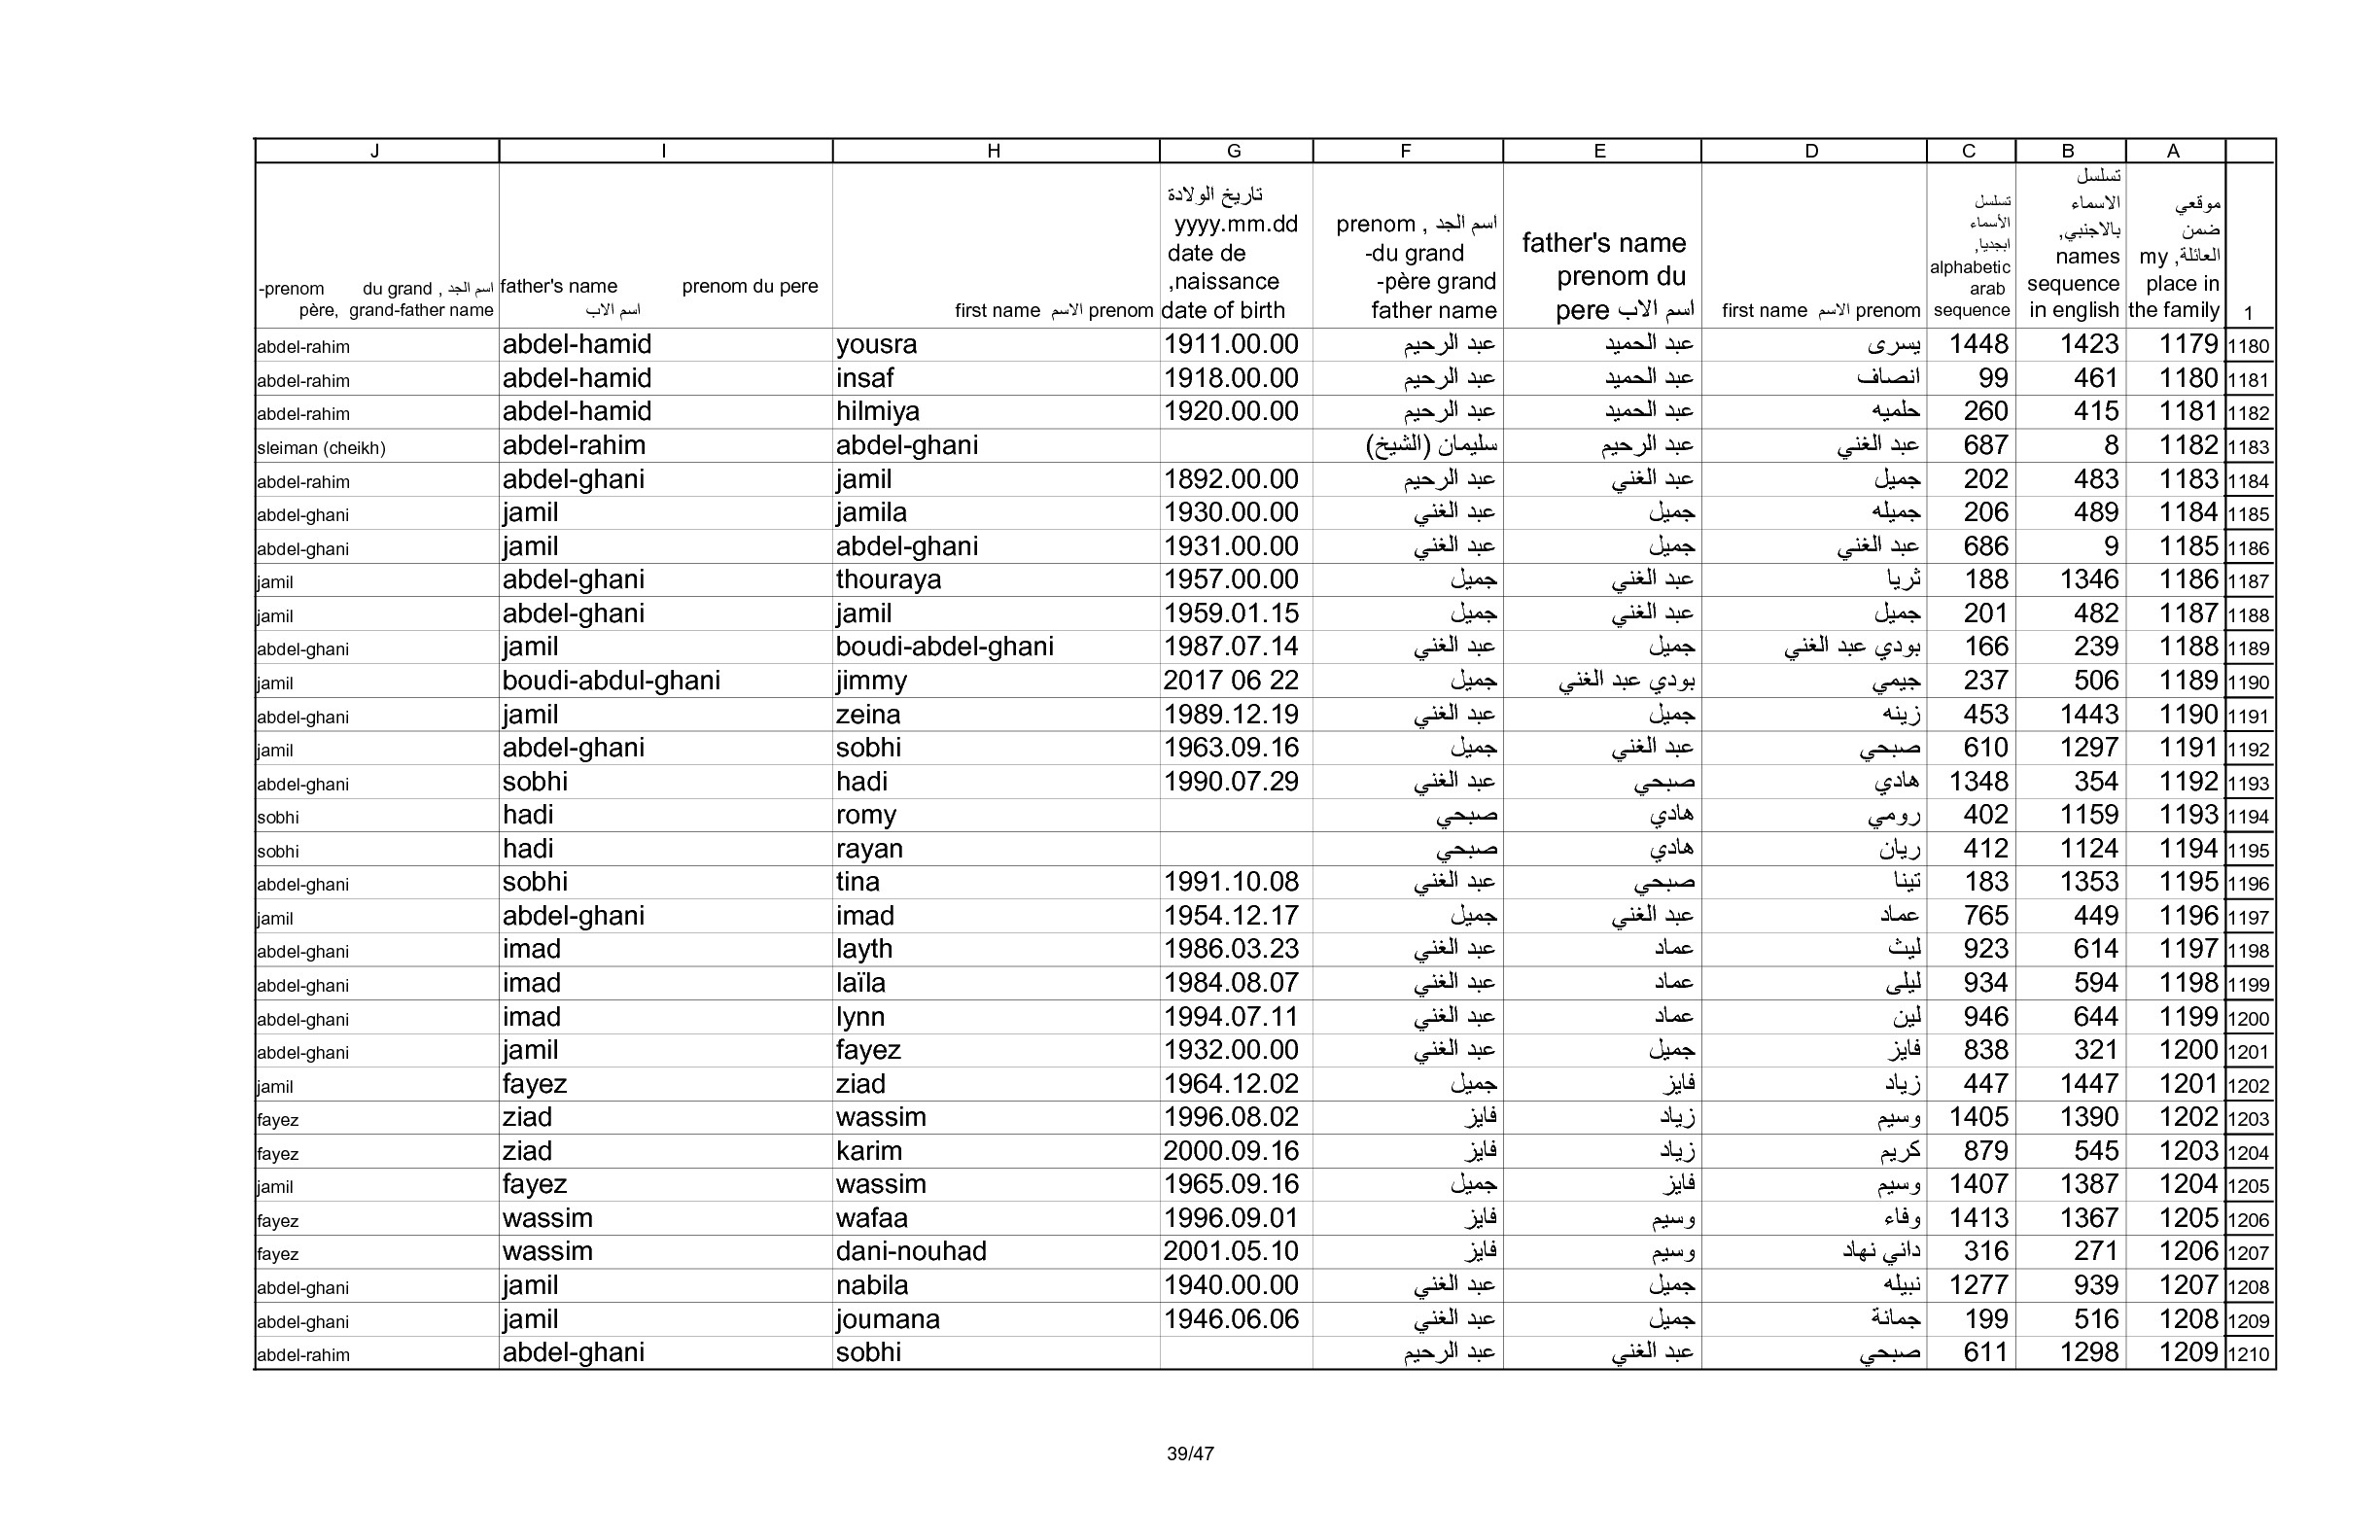 J I H G F E D C B A
-prenom du grand , اسم الجد père, grand-father name
father's name prenom du pere اسم الاب
first name الاسم prenom
تاريخ الولادة yyyy.mm.dd date de ,naissance date of birth
prenom , اسم الجد -du grand -père grand father name
father's name prenom du pere اسم الاب
first name الاسم prenom
تسلسل الأسماء ابجديا, alphabetic arab sequence
تسلسل الاسماء بالاجنبي, names sequence in english
موقعي ضمن العائلة, my place in the family
1
abdel-rahim abdel-hamid yousra 1911.00.00 عبد الرحيم عبد الحميد يسرى 1448 1423 1179 1180
abdel-rahim abdel-hamid insaf 1918.00.00 عبد الرحيم عبد الحميد انصاف 99 461 1180 1181
abdel-rahim abdel-hamid hilmiya 1920.00.00 عبد الرحيم عبد الحميد حلميه 260 415 1181 1182
sleiman (cheikh) abdel-rahim abdel-ghani سليمان (الشيخ) عبد الرحيم عبد الغني 687 8 1182 1183
abdel-rahim abdel-ghani jamil 1892.00.00 عبد الرحيم عبد الغني جميل 202 483 1183 1184
abdel-ghani jamil jamila 1930.00.00 عبد الغني جميل جميله 206 489 1184 1185
abdel-ghani jamil abdel-ghani 1931.00.00 عبد الغني جميل عبد الغني 686 9 1185 1186
jamil abdel-ghani thouraya 1957.00.00 جميل عبد الغني ثريا 188 1346 1186 1187
jamil abdel-ghani jamil 1959.01.15 جميل عبد الغني جميل 201 482 1187 1188
abdel-ghani jamil boudi-abdel-ghani 1987.07.14 عبد الغني جميل بودي عبد الغني 166 239 1188 1189
jamil boudi-abdul-ghani jimmy 2017 06 22 جميل بودي عبد الغني جيمي 237 506 1189 1190
abdel-ghani jamil zeina 1989.12.19 عبد الغني جميل زينه 453 1443 1190 1191
jamil abdel-ghani sobhi 1963.09.16 جميل عبد الغني صبحي 610 1297 1191 1192
abdel-ghani sobhi hadi 1990.07.29 عبد الغني صبحي هادي 1348 354 1192 1193
sobhi hadi romy صبحي هادي رومي 402 1159 1193 1194
sobhi hadi rayan صبحي هادي ريان 412 1124 1194 1195
abdel-ghani sobhi tina 1991.10.08 عبد الغني صبحي تينا 183 1353 1195 1196
jamil abdel-ghani imad 1954.12.17 جميل عبد الغني عماد 765 449 1196 1197
abdel-ghani imad layth 1986.03.23 عبد الغني عماد ليث 923 614 1197 1198
abdel-ghani imad laïla 1984.08.07 عبد الغني عماد ليلى 934 594 1198 1199
abdel-ghani imad lynn 1994.07.11 عبد الغني عماد لين 946 644 1199 1200
abdel-ghani jamil fayez 1932.00.00 عبد الغني جميل فايز 838 321 1200 1201
jamil fayez ziad 1964.12.02 جميل فايز زياد 447 1447 1201 1202
fayez ziad wassim 1996.08.02 فايز زياد وسيم 1405 1390 1202 1203
fayez ziad karim 2000.09.16 فايز زياد كريم 879 545 1203 1204
jamil fayez wassim 1965.09.16 جميل فايز وسيم 1407 1387 1204 1205
fayez wassim wafaa 1996.09.01 فايز وسيم وفاء 1413 1367 1205 1206
fayez wassim dani-nouhad 2001.05.10 فايز وسيم داني نهاد 316 271 1206 1207
abdel-ghani jamil nabila 1940.00.00 عبد الغني جميل نبيله 1277 939 1207 1208
abdel-ghani jamil joumana 1946.06.06 عبد الغني جميل جمانة 199 516 1208 1209
abdel-rahim abdel-ghani sobhi عبد الرحيم عبد الغني صبحي 611 1298 1209 1210
39/47